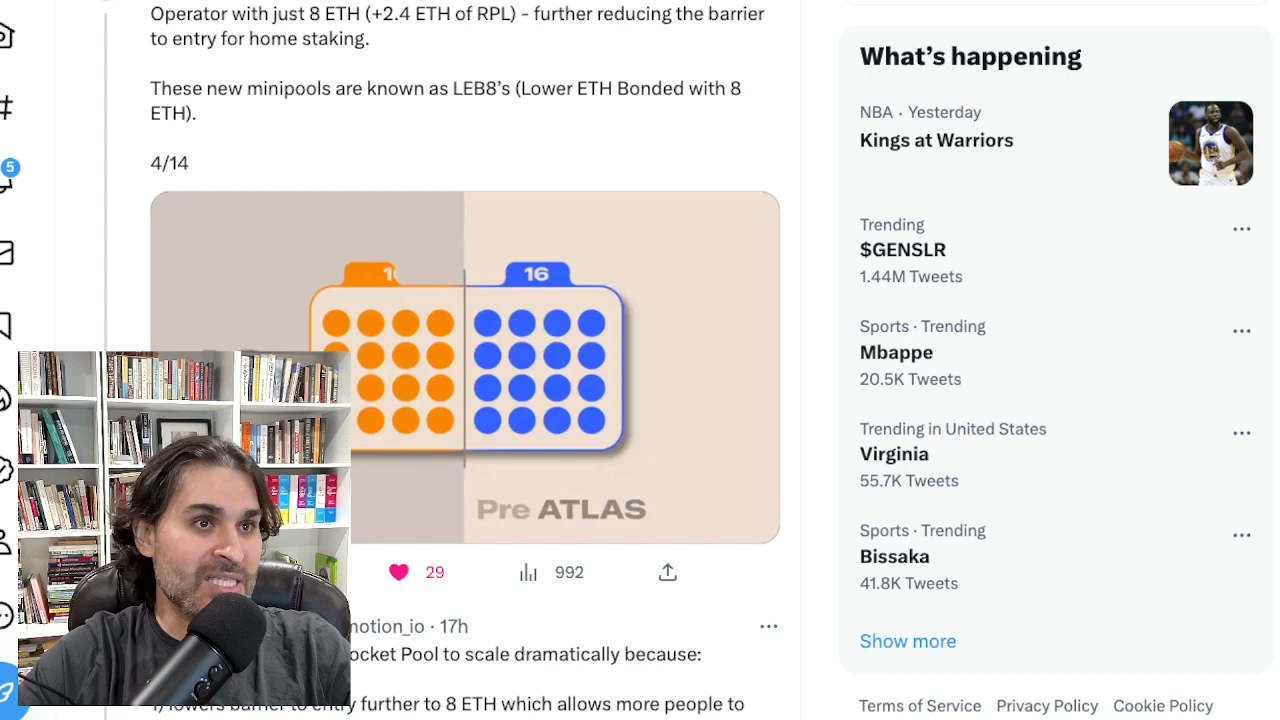 Operator with just 8 ETH (+2.4 ETH of RPL) - further reducing the barrier
to entry for home staking.
These new minipools are known as LEB8's (Lower ETH Bonded with 8
ETH).
4/14
16
Pre ATLAS
29
992
motion_io · 17h
ocket Pool to scale dramatically because:
lowers barrier to entry further to 8 ETH which allows more people to
5
What's happening
NBA · Yesterday
Kings at Warriors
Trending
$GENSLR
1.44M Tweets
Sports · Trending
Mbappe
20.5K Tweets
Trending in United States
Virginia
55.7K Tweets
Sports · Trending
Bissaka
41.8K Tweets
Show more
Terms of Service Privacy Policy Cookie Policy